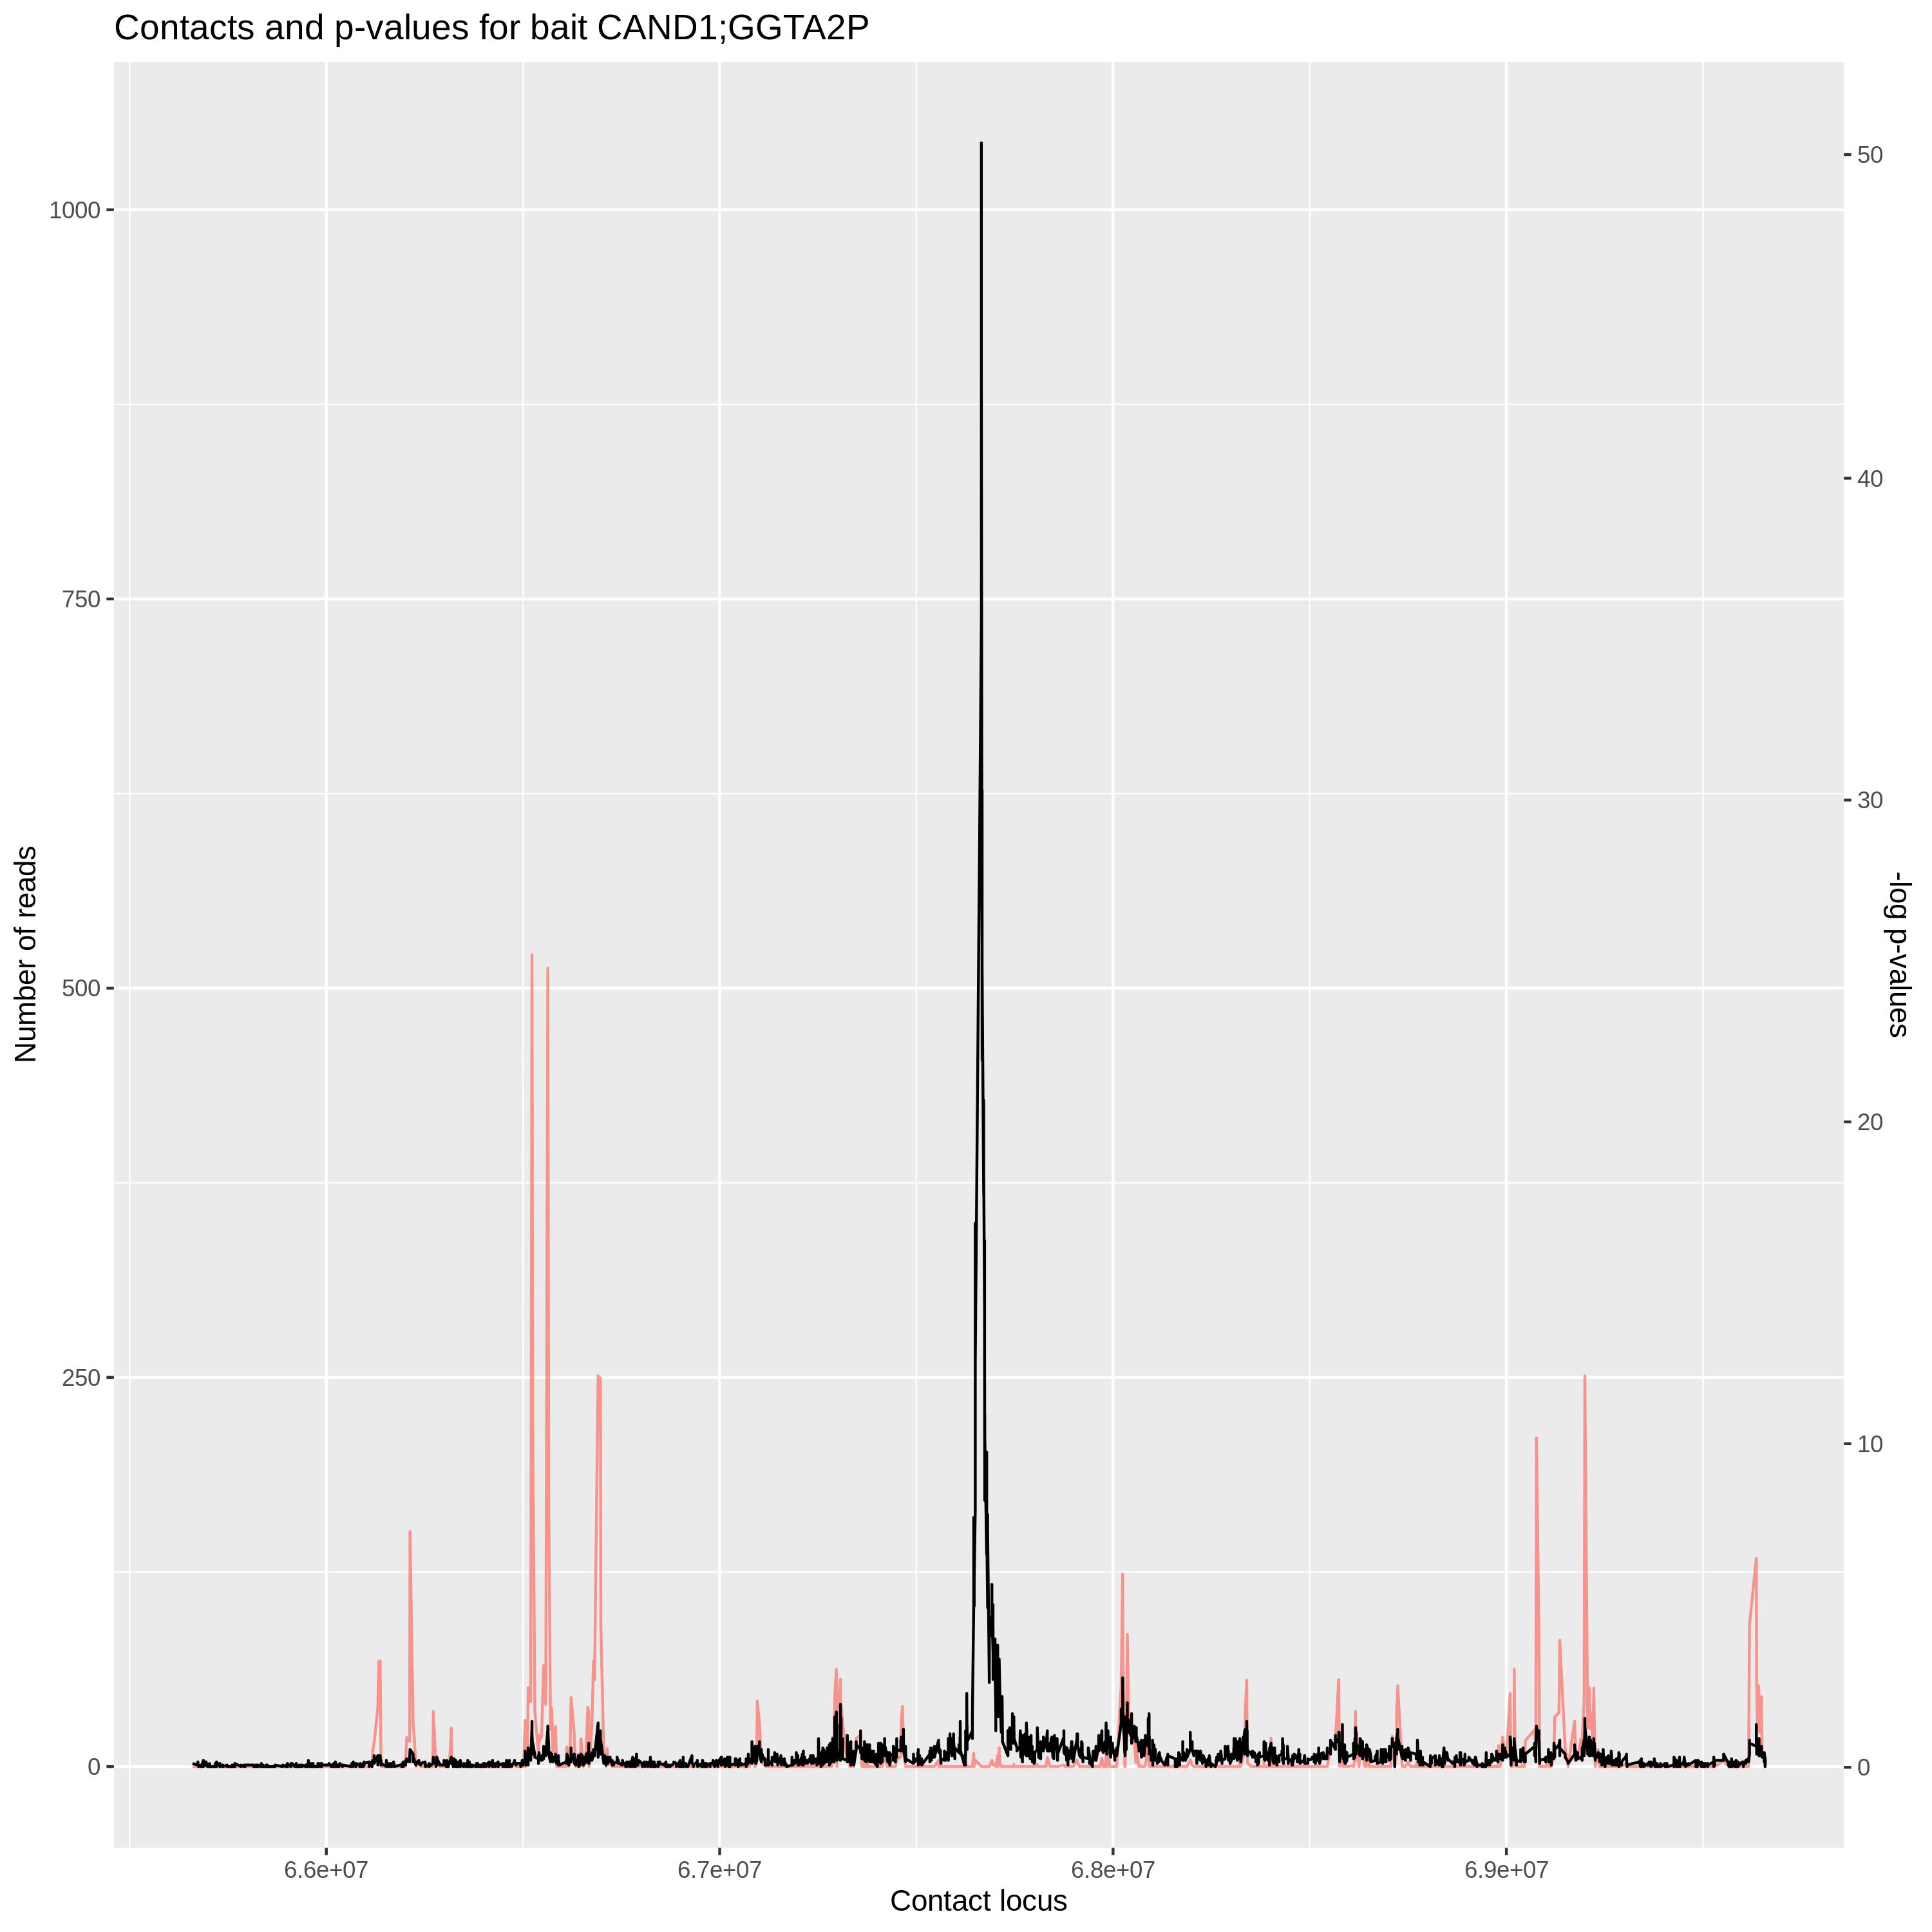 Contacts and p-values for bait CAND1;GGTA2P
1000
750
500
250
0
Number of reads
50
40
30
20
10
0
-log p-values
6.6e+07
6.7e+07
6.8e+07
6.9e+07
Contact locus